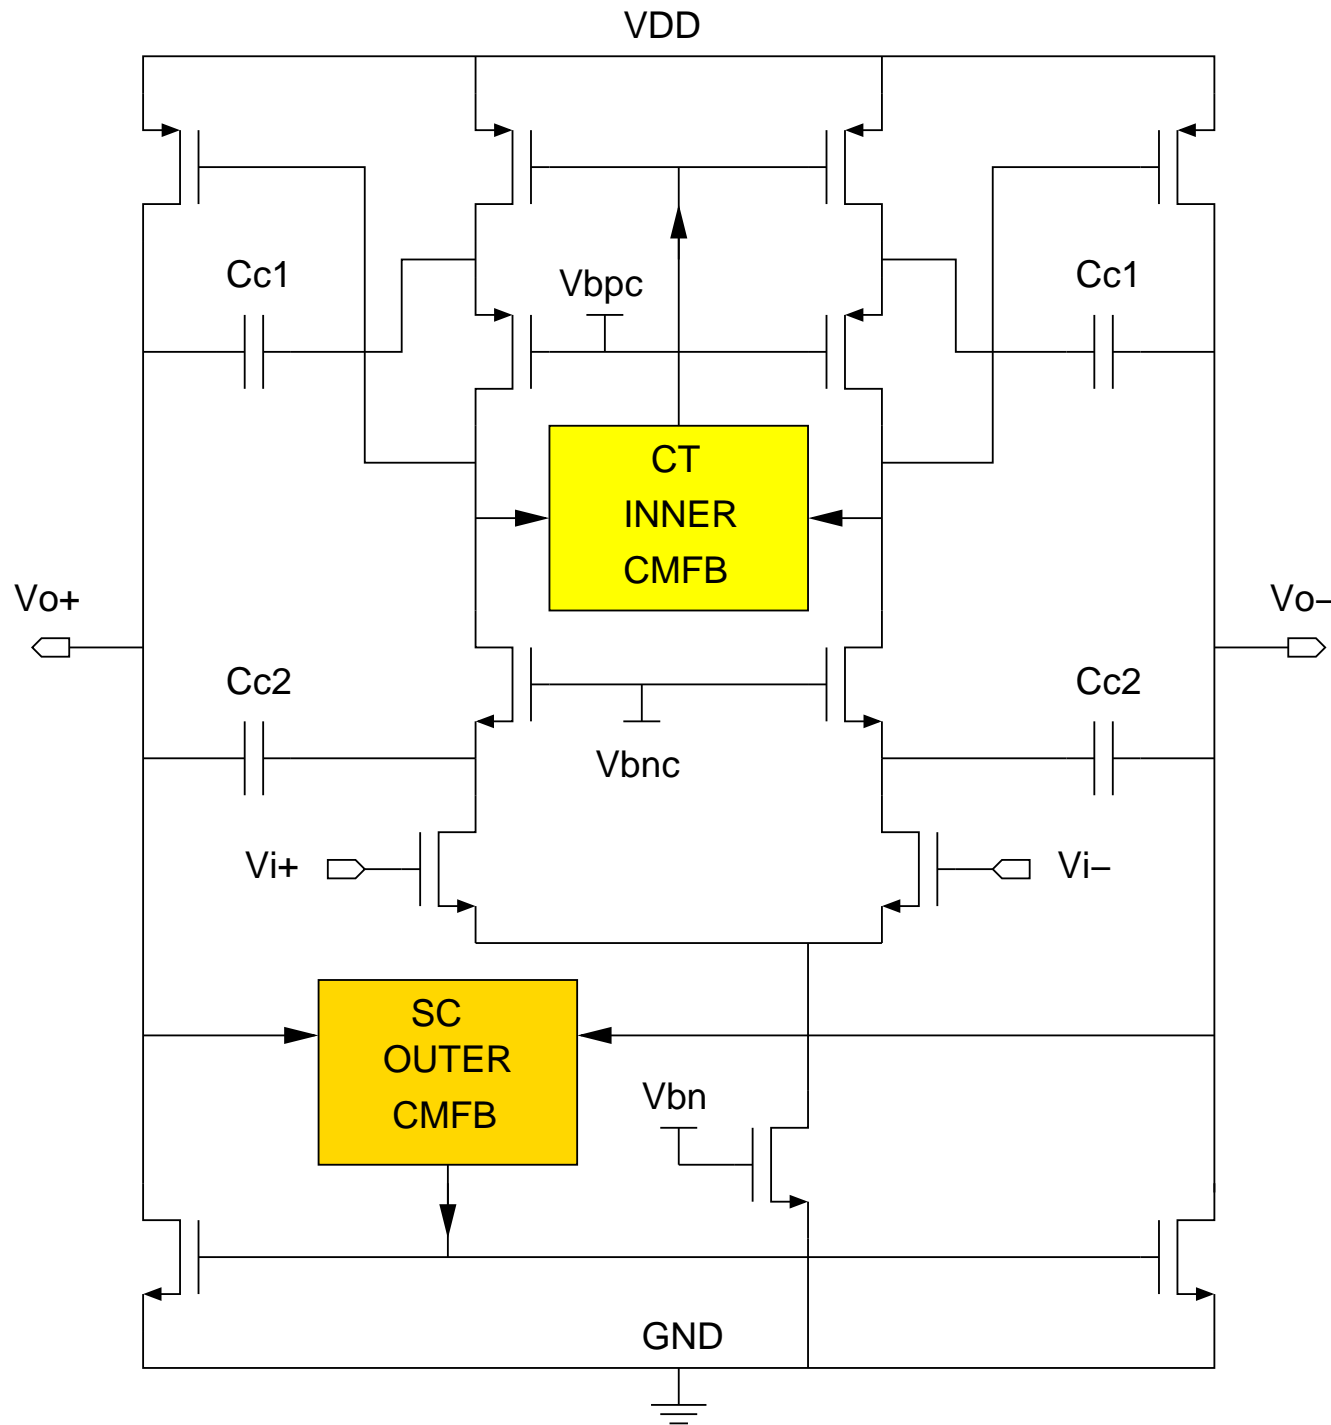 VDD
Cc1
Vbpc
Cc1
CT
INNER
CMFB
Vo+
Vo–
Cc2
Cc2
Vbnc
Vi+
Vi–
SC
OUTER
CMFB
Vbn
GND